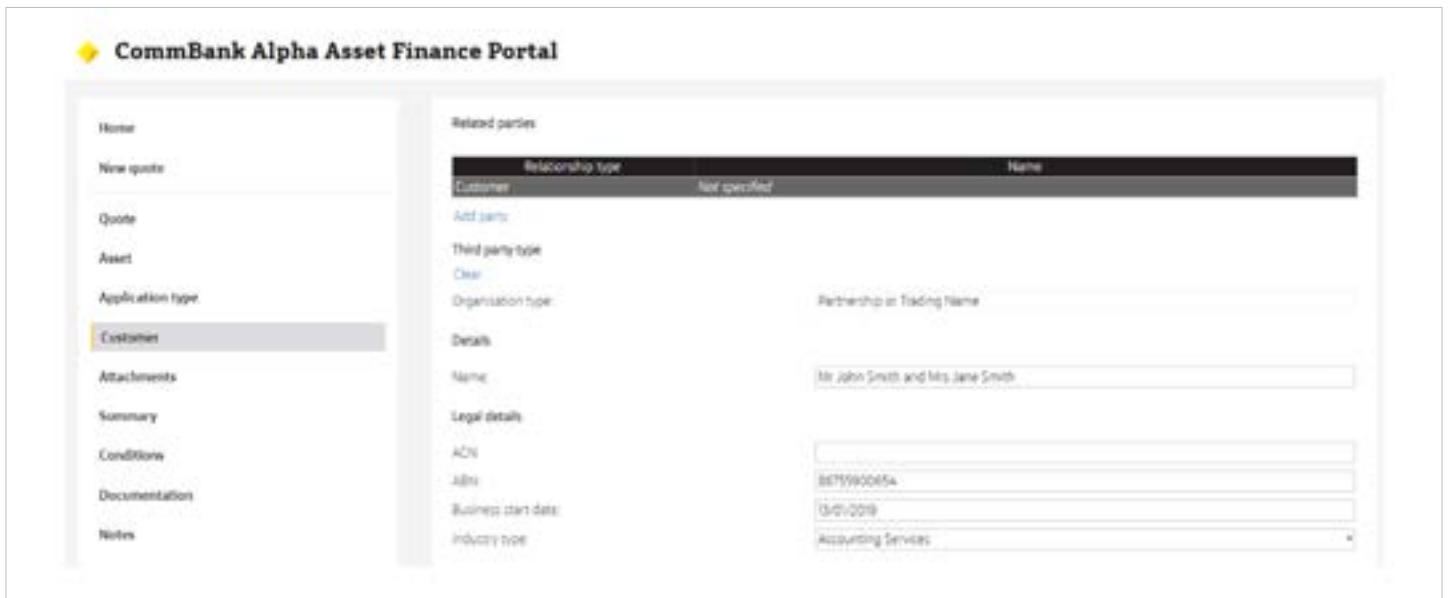 CommBank Alpha Asset Finance Portal
Home
New quote
Quote
Asset
Application type
Customer
Attachments
Summary
Conditions
Documentation
Notes
Related parties
Relationship type Name
Customer Not specified
Add party
Third party type
Clear
Organisation type: Partnership or Trading Name
Details
Name: Mr John Smith and Mrs Jane Smith
Legal details
ACN:
ABN: 86755900654
Business start date: 13/01/2019
Industry type: Accounting Services